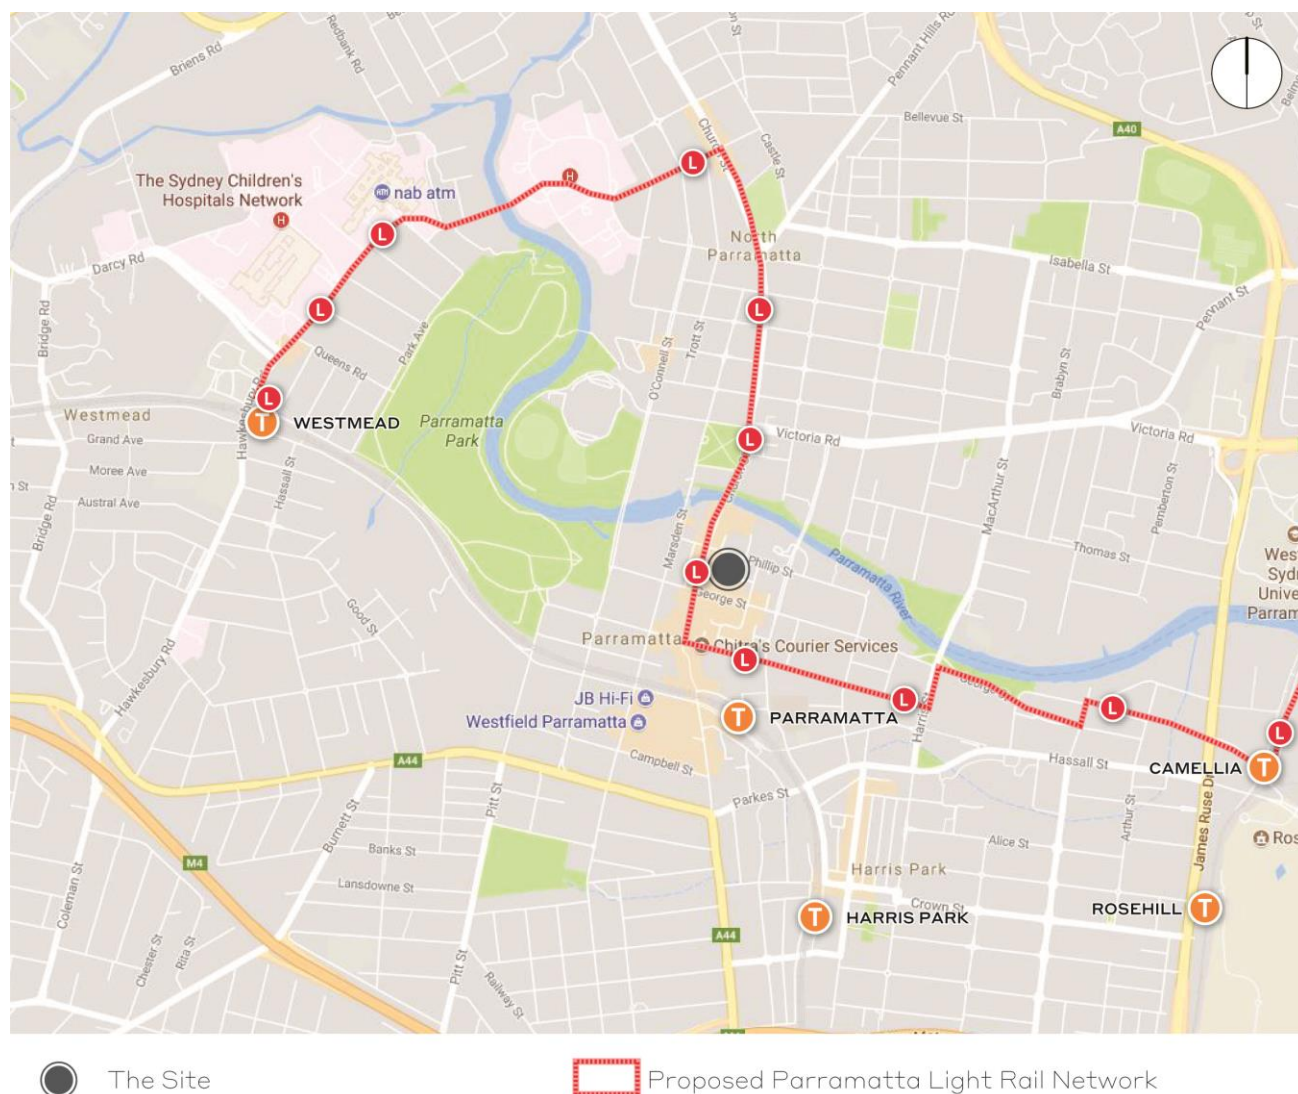 Briens Rd
Redbank Rd
Pennant Hills Rd
Church St
Castle St
Bellevue St
A40
The Sydney Children's
Hospitals Network
H
nab atm
ATM
H
L
L
L
North
Parramatta
Isabella St
Darcy Rd
Pennant St
Bridge Rd
Park Ave
L
L
Trott St
O'Connell St
Queens Rd
Brabyn St
L
T
WESTMEAD
Westmead
Hawkesbury Rd
Grand Ave
Moree Ave
Austral Ave
Hassall St
Parramatta
Park
L
Victoria Rd
Victoria Rd
MacArthur St
Pemberton St
n St
Bridge Rd
Marsden St
Thomas St
L
Phillip St
George St
Parramatta River
Good St
Parramatta
Chitra's Courier Services
L
Hawkesbury Rd
JB Hi-Fi
Westfield Parramatta
T
PARRAMATTA
L
Harris St
L
L
Campbell St
A44
Hassall St
CAMELLIA
T
James Ruse Dr
Parkes St
Pitt St
Burnett St
Banks St
Lansdowne St
Alice St
Arthur St
M4
Coleman St
Harris Park
Crown St
T
HARRIS PARK
ROSEHILL
T
A44
Chester St
Rita St
Pitt St
Railway St
The Site
Proposed Parramatta Light Rail Network